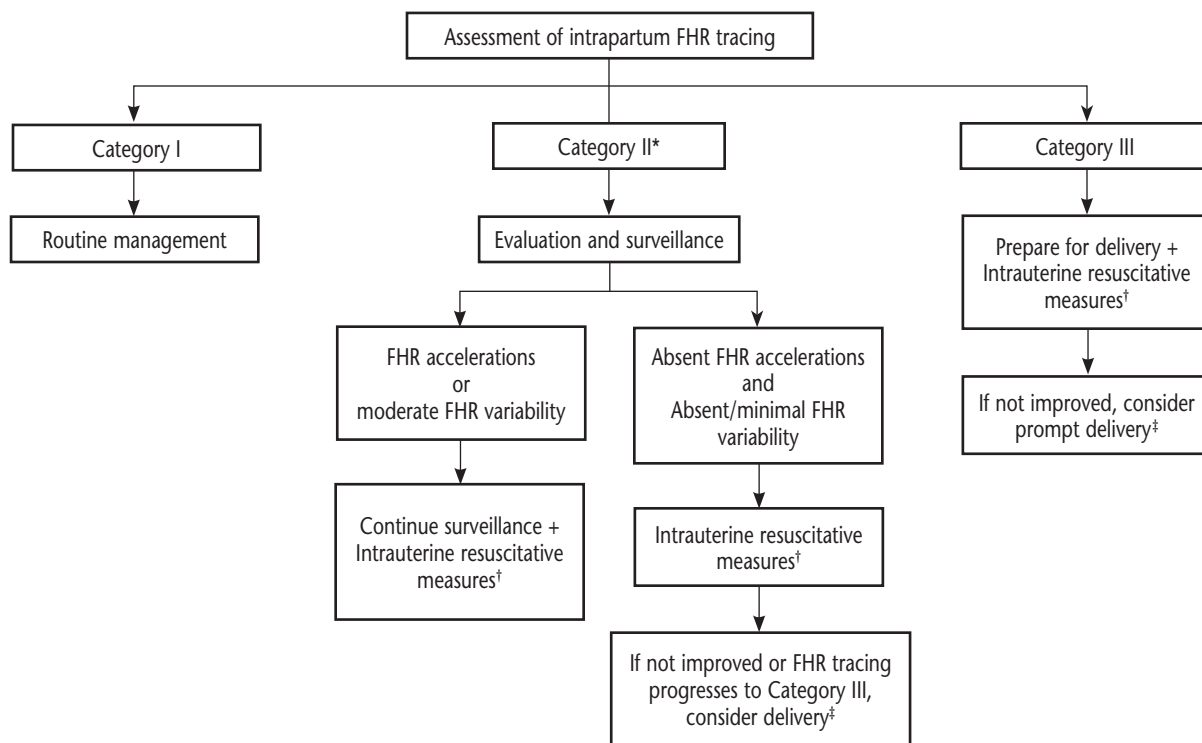 Assessment of intrapartum FHR tracing
Category I
Category II*
Category III
Routine management
Evaluation and surveillance
Prepare for delivery +
Intrauterine resuscitative
measures†
FHR accelerations
or
moderate FHR variability
Absent FHR accelerations
and
Absent/minimal FHR
variability
If not improved, consider
prompt delivery‡
Continue surveillance +
Intrauterine resuscitative
measures†
Intrauterine resuscitative
measures†
If not improved or FHR tracing
progresses to Category III,
consider delivery‡